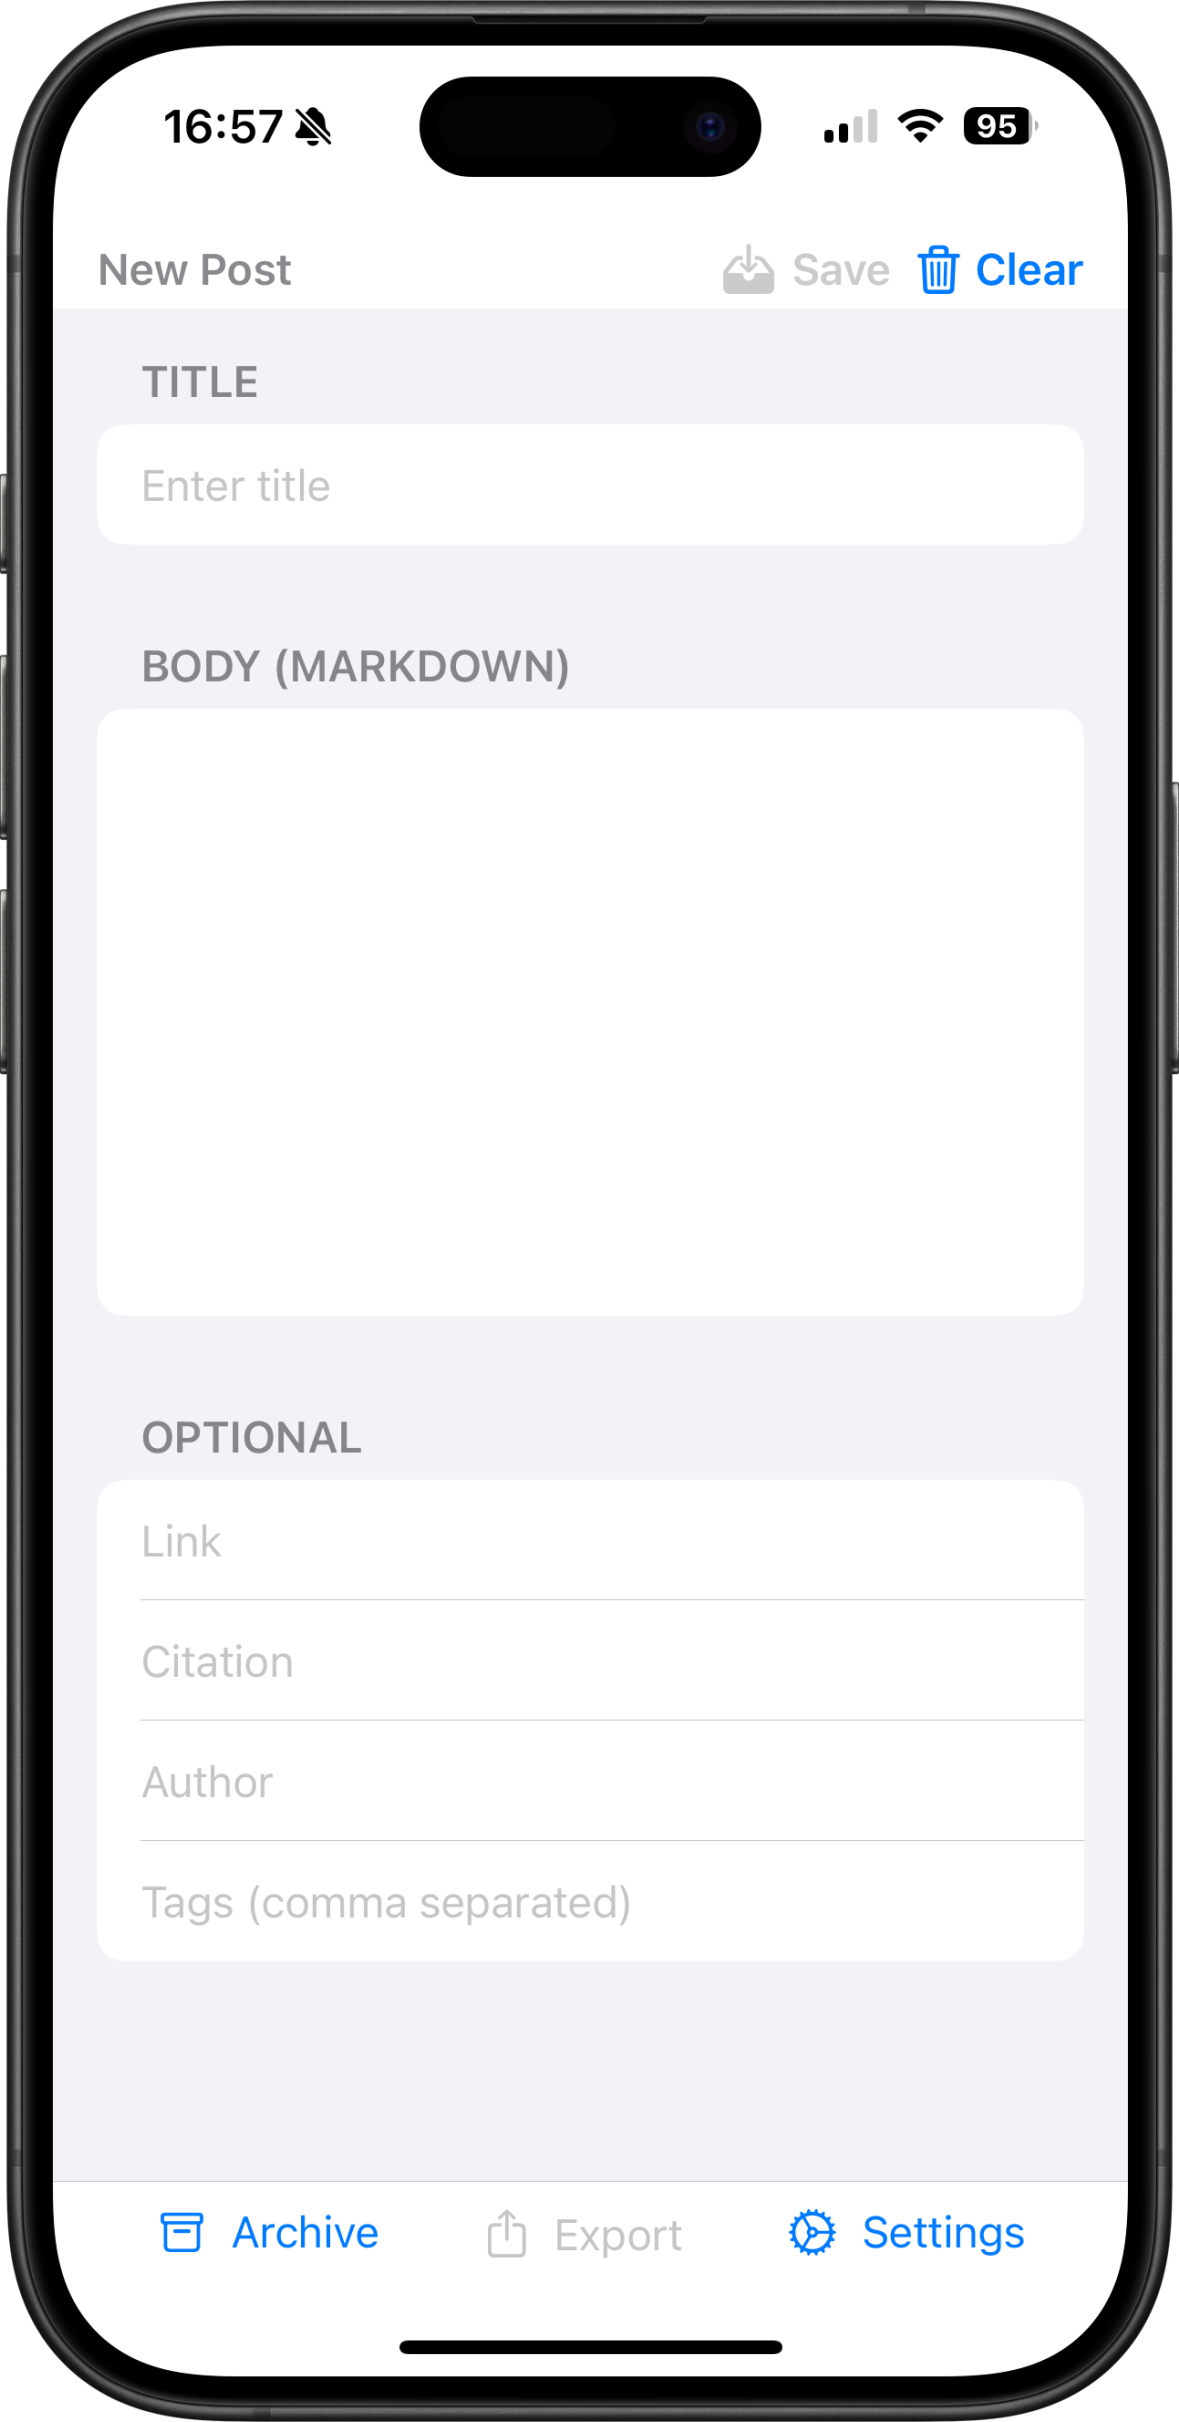 16:57
95
New Post
Save
Clear
TITLE
Enter title
BODY (MARKDOWN)
OPTIONAL
Link
Citation
Author
Tags (comma separated)
Archive
Export
Settings